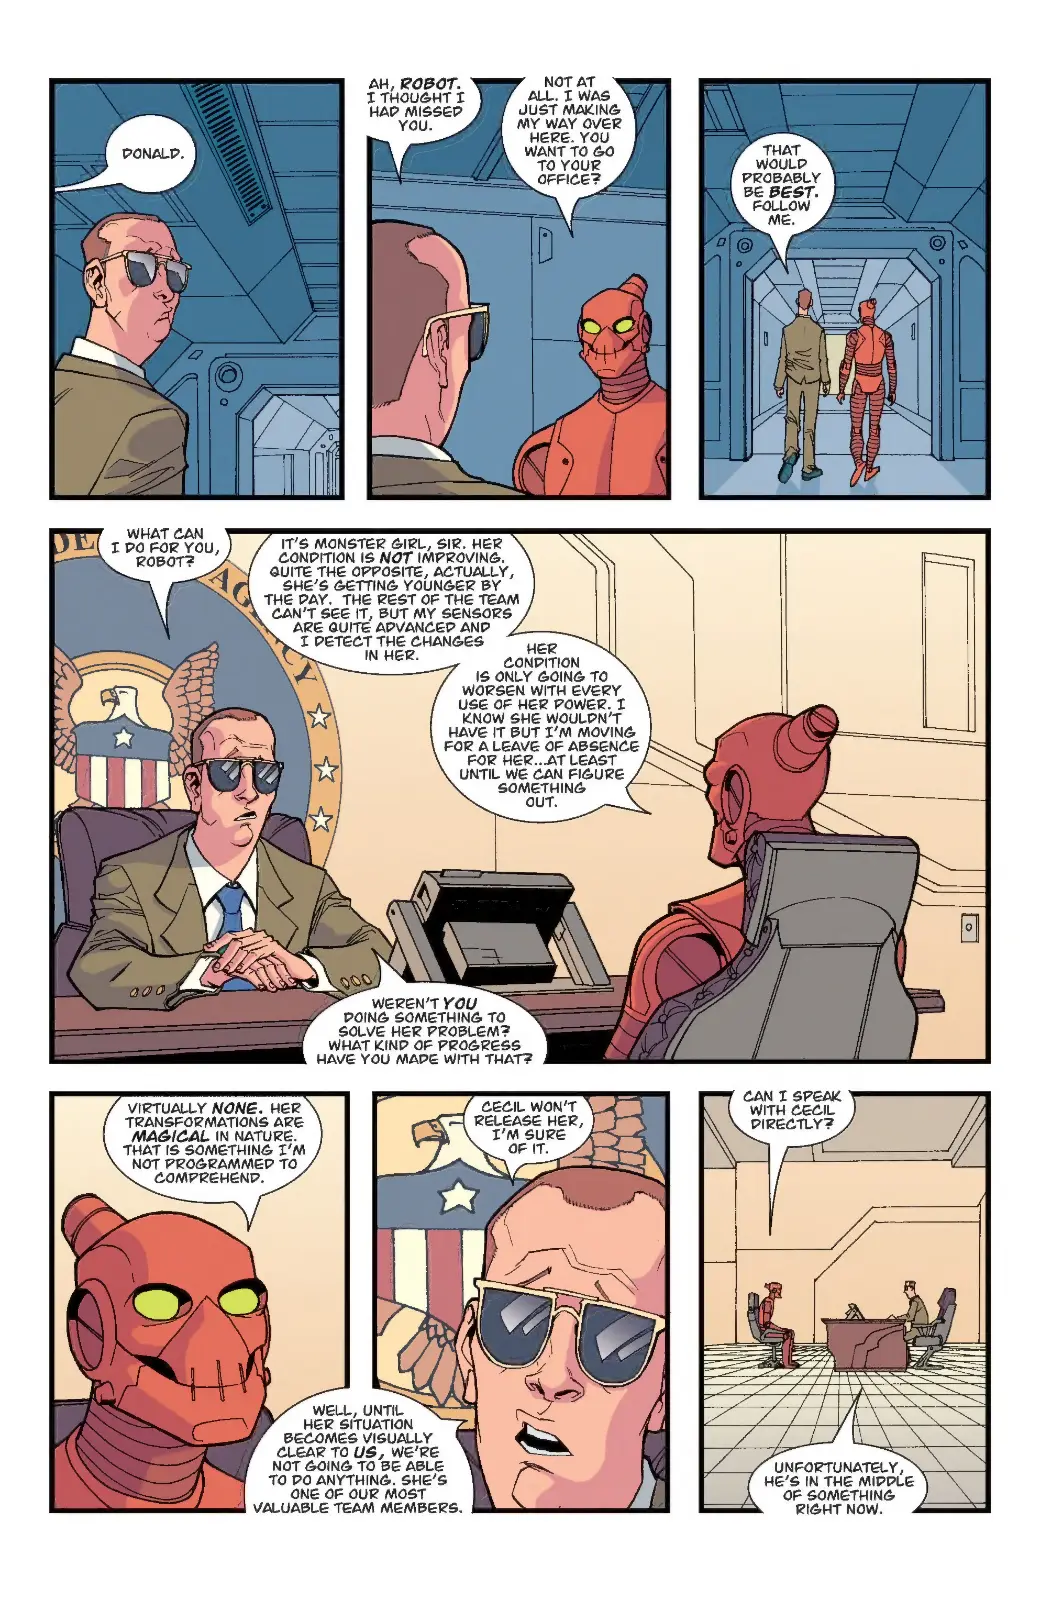 DONALD.
AH, ROBOT.
I THOUGHT I
HAD MISSED
YOU.
NOT AT
ALL. I WAS
JUST MAKING
MY WAY OVER
HERE. YOU
WANT TO GO
TO YOUR
OFFICE?
THAT
WOULD
PROBABLY
BE BEST.
FOLLOW
ME.
WHAT CAN
I DO FOR YOU,
ROBOT?
DE
AGENCY
IT'S MONSTER GIRL, SIR. HER
CONDITION IS NOT IMPROVING.
QUITE THE OPPOSITE, ACTUALLY,
SHE'S GETTING YOUNGER BY
THE DAY. THE REST OF THE TEAM
CAN'T SEE IT, BUT MY SENSORS
ARE QUITE ADVANCED AND
I DETECT THE CHANGES
IN HER.
HER
CONDITION
IS ONLY GOING TO
WORSEN WITH EVERY
USE OF HER POWER. I
KNOW SHE WOULDN'T
HAVE IT BUT I'M MOVING
FOR A LEAVE OF ABSENCE
FOR HER...AT LEAST
UNTIL WE CAN FIGURE
SOMETHING
OUT.
WEREN'T YOU
DOING SOMETHING TO
SOLVE HER PROBLEM?
WHAT KIND OF PROGRESS
HAVE YOU MADE WITH THAT?
VIRTUALLY NONE. HER
TRANSFORMATIONS ARE
MAGICAL IN NATURE.
THAT IS SOMETHING I'M
NOT PROGRAMMED TO
COMPREHEND.
CECIL WON'T
RELEASE HER,
I'M SURE
OF IT.
WELL, UNTIL
HER SITUATION
BECOMES VISUALLY
CLEAR TO US, WE'RE
NOT GOING TO BE ABLE
TO DO ANYTHING. SHE'S
ONE OF OUR MOST
VALUABLE TEAM MEMBERS.
CAN I SPEAK
WITH CECIL
DIRECTLY?
UNFORTUNATELY,
HE'S IN THE MIDDLE
OF SOMETHING
RIGHT NOW.